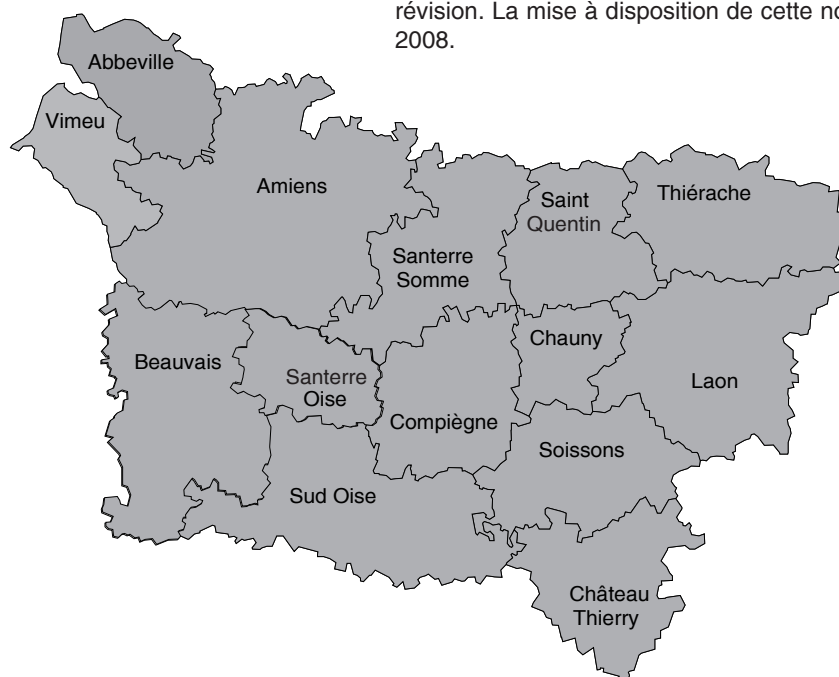 révision. La mise à disposition de cette
2008.
Abbeville
Vimeu
Amiens
Saint
Quentin
Thiérache
Santerre
Somme
Beauvais
Santerre
Oise
Chauny
Compiègne
Laon
Soissons
Sud Oise
Château
Thierry